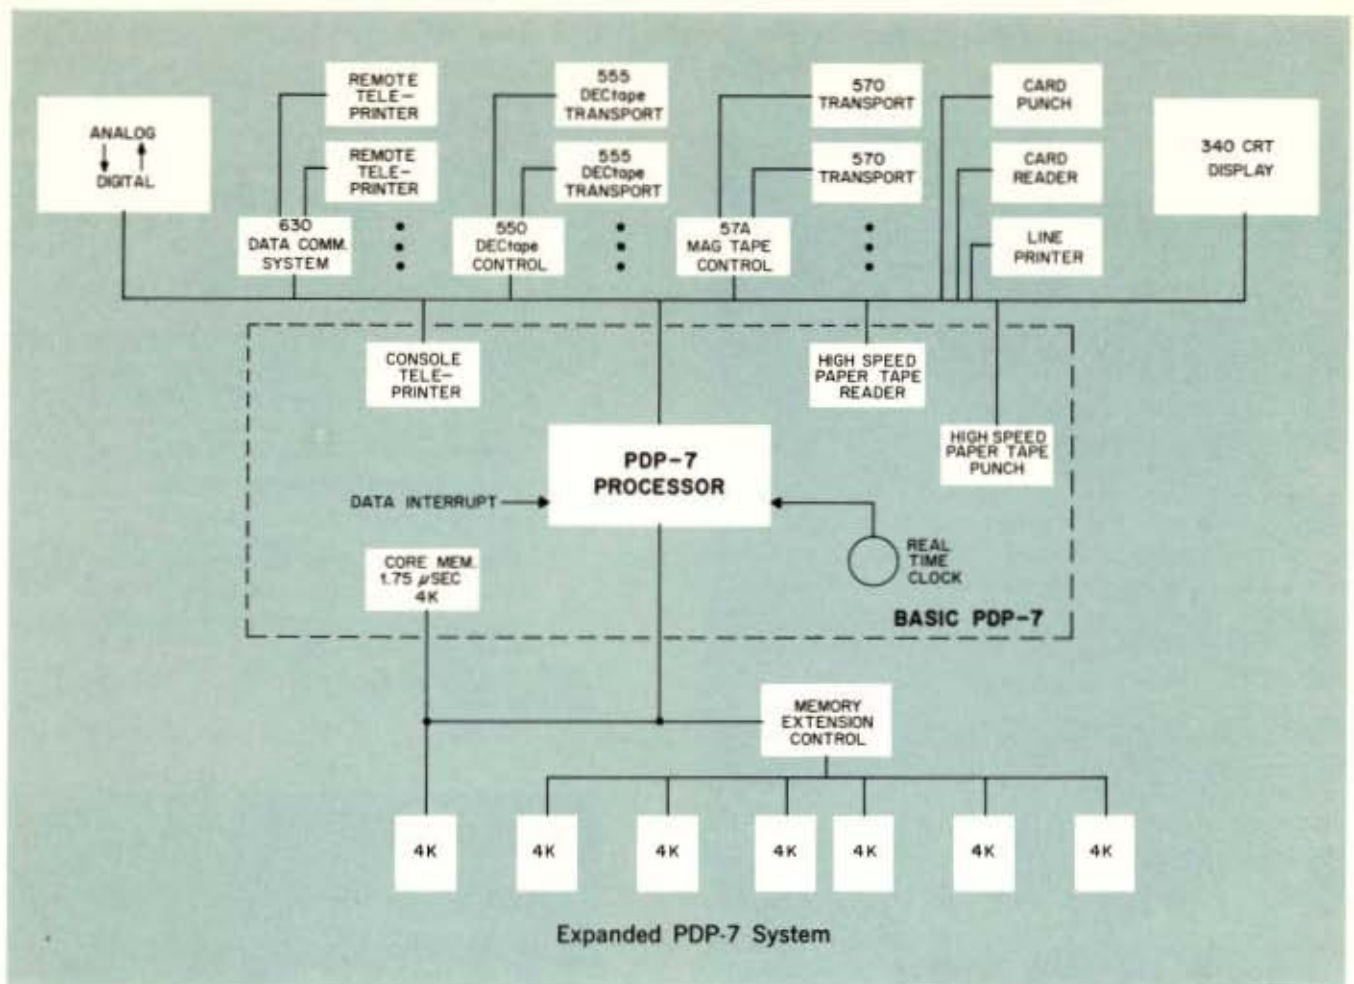 ANALOG
DIGITAL
REMOTE
TELE-
PRINTER
REMOTE
TELE-
PRINTER
630
DATA COMM.
SYSTEM
555
DECtape
TRANSPORT
555
DECtape
TRANSPORT
550
DECtape
CONTROL
570
TRANSPORT
570
TRANSPORT
57A
MAG TAPE
CONTROL
CARD
PUNCH
CARD
READER
LINE
PRINTER
340 CRT
DISPLAY
CONSOLE
TELE-
PRINTER
HIGH SPEED
PAPER TAPE
READER
HIGH SPEED
PAPER TAPE
PUNCH
PDP-7
PROCESSOR
DATA INTERRUPT
REAL
TIME
CLOCK
CORE MEM.
1.75 μSEC
4K
BASIC PDP-7
MEMORY
EXTENSION
CONTROL
4K
4K
4K
4K
4K
4K
4K
Expanded PDP-7 System